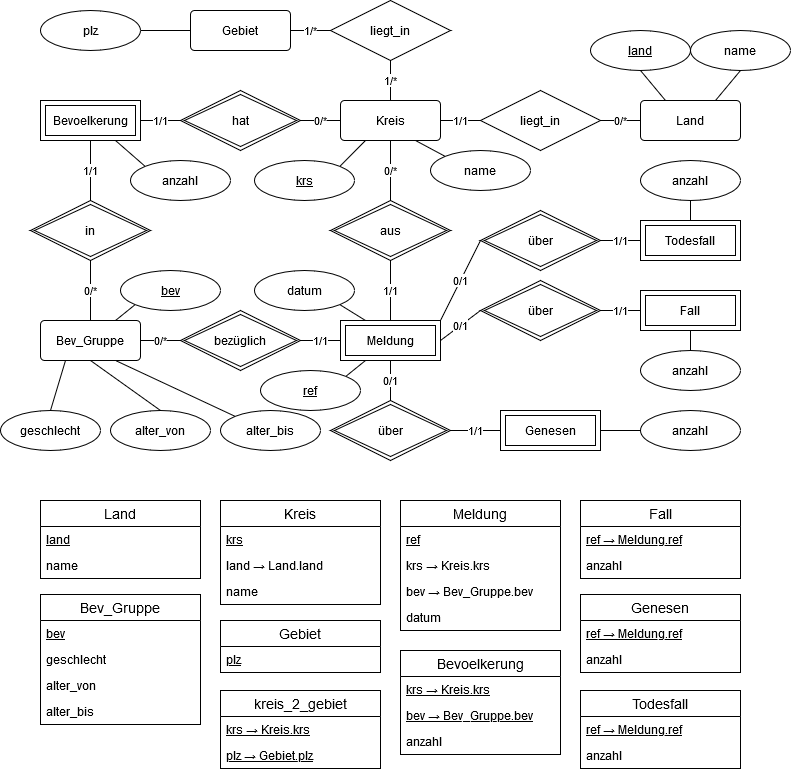 plz
Gebiet
1/*
liegt_in
1/*
land
name
Bevoelkerung
1/1
hat
0/*
Kreis
1/1
liegt_in
0/*
Land
1/1
anzahl
krs
0/*
name
anzahl
in
aus
über
1/1
Todesfall
0/*
bev
datum
1/1
0/1
über
1/1
Fall
0/1
Bev_Gruppe
0/*
bezüglich
1/1
Meldung
anzahl
ref
0/1
geschlecht
alter_von
alter_bis
über
1/1
Genesen
anzahl
Land
land
name
Kreis
krs
land → Land.land
name
Meldung
ref
krs → Kreis.krs
bev → Bev_Gruppe.bev
datum
Fall
ref → Meldung.ref
anzahl
Bev_Gruppe
bev
geschlecht
alter_von
alter_bis
Gebiet
plz
kreis_2_gebiet
krs → Kreis.krs
plz → Gebiet.plz
Bevoelkerung
krs → Kreis.krs
bev → Bev_Gruppe.bev
anzahl
Genesen
ref → Meldung.ref
anzahl
Todesfall
ref → Meldung.ref
anzahl